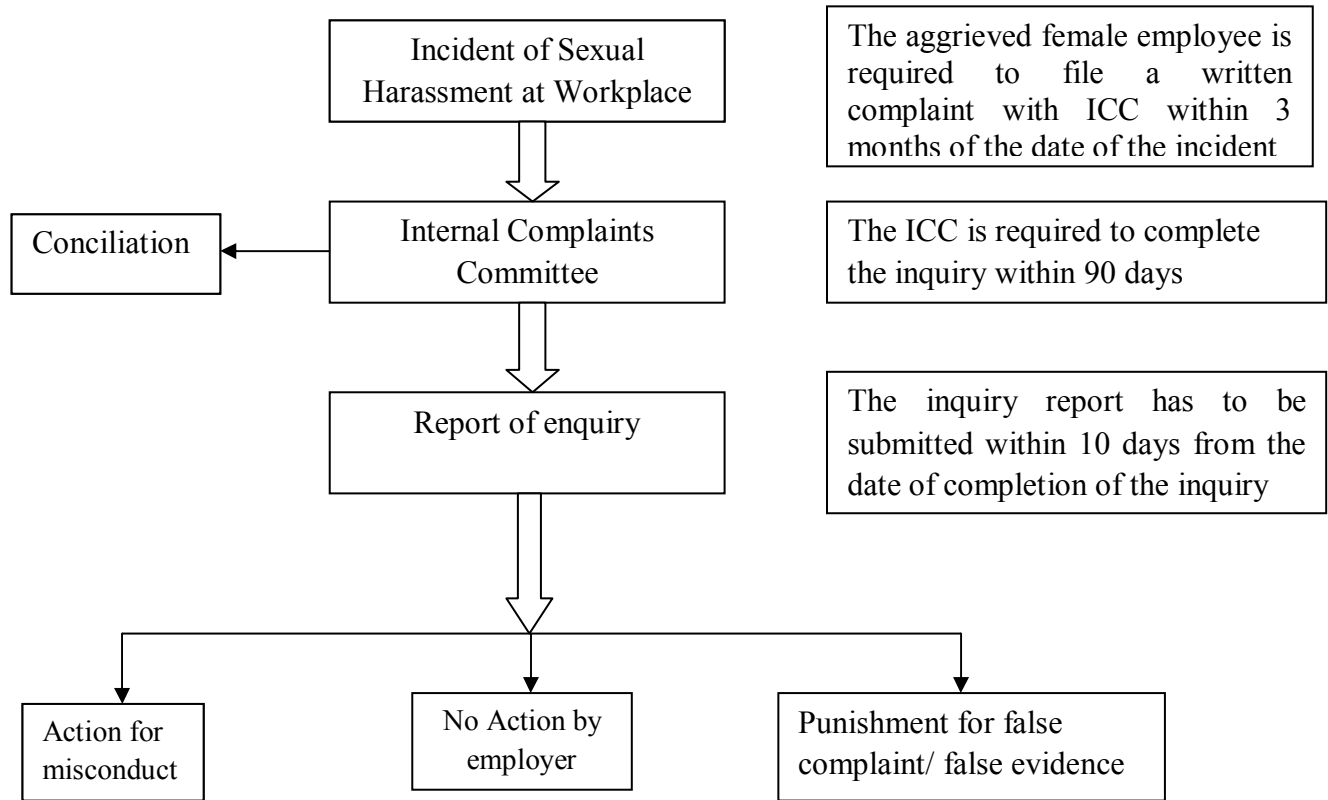 Incident of Sexual
Harassment at Workplace
The aggrieved female employee is
required to file a written
complaint with ICC within 3
months of the date of the incident
Conciliation
Internal Complaints
Committee
The ICC is required to complete
the inquiry within 90 days
Report of enquiry
The inquiry report has to be
submitted within 10 days from the
date of completion of the inquiry
Action for
misconduct
No Action by
employer
Punishment for false
complaint/ false evidence